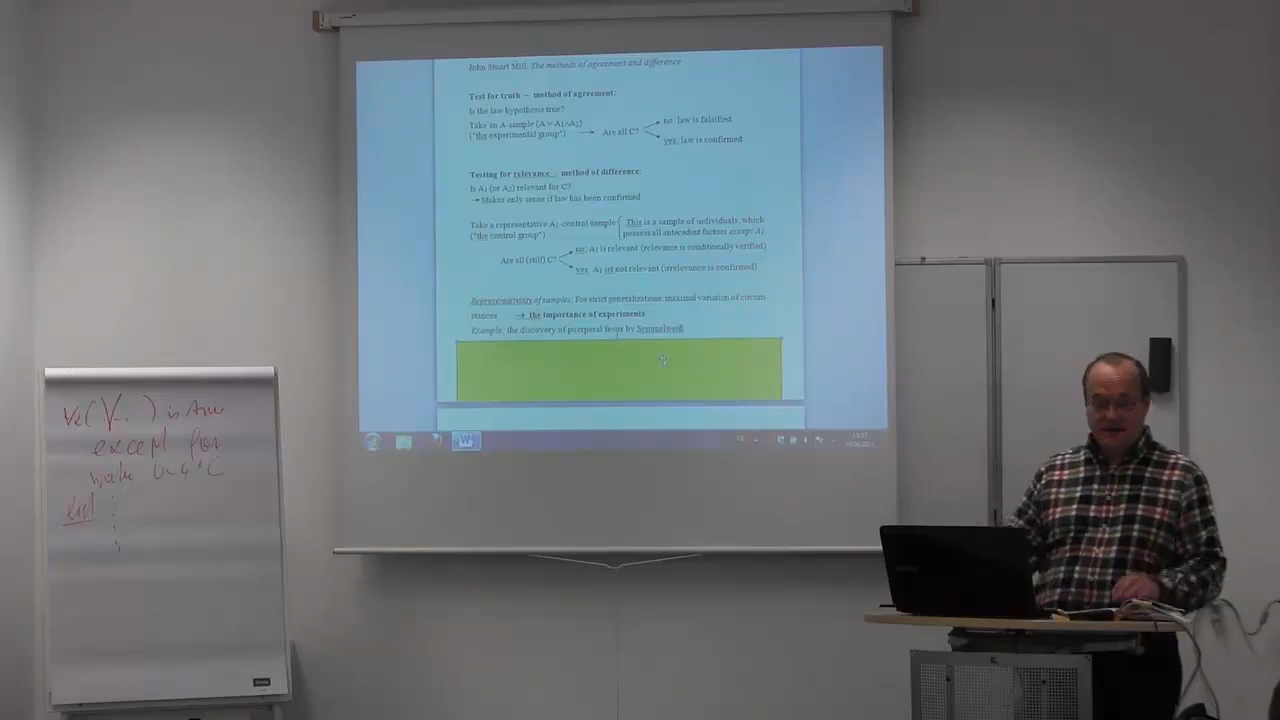 John Stuart Mill: The methods of agreement and difference
Test for truth – method of agreement:
Is the law hypothesis true?
Take an A-sample (A = A1∧A2)
("the experimental group") → Are all C?
no: law is falsified
yes: law is confirmed
Testing for relevance – method of difference:
Is A1 (or A2) relevant for C?
→ Makes only sense if law has been confirmed
Take a representative A1-control sample
("the control group")
This is a sample of individuals, which
possess all antecedent factors except A1
Are all (still) C?
no: A1 is relevant (relevance is conditionally verified)
yes: A1 ist not relevant (irrelevance is confirmed)
Representativity of samples: For strict generalizations, maximal variation of circum-
stances → the importance of experiments
Example: the discovery of puerperal fever by Semmelweiß
is true
except for
0 4°C